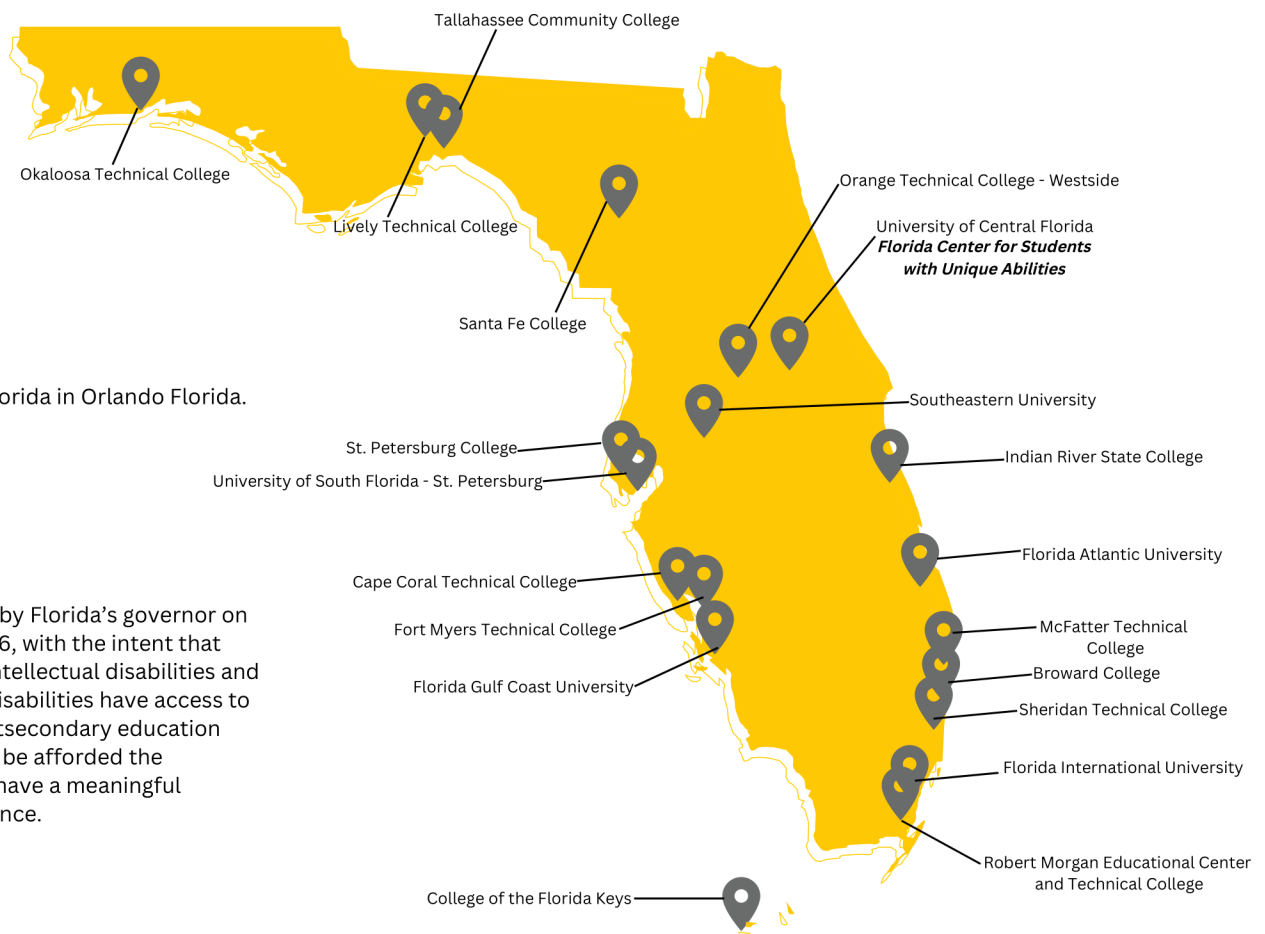 Tallahassee Community College
Okaloosa Technical College
Lively Technical College
Orange Technical College - Westside
University of Central Florida
Florida Center for Students
with Unique Abilities
Santa Fe College
orida in Orlando Florida.
Southeastern University
St. Petersburg College
Indian River State College
University of South Florida - St. Petersburg
Florida Atlantic University
Cape Coral Technical College
by Florida’s governor on
6, with the intent that
ntellectual disabilities and
isabilities have access to
tsecondary education
be afforded the
have a meaningful
nce.
Fort Myers Technical College
McFatter Technical
College
Broward College
Florida Gulf Coast University
Sheridan Technical College
Florida International University
Robert Morgan Educational Center
and Technical College
College of the Florida Keys